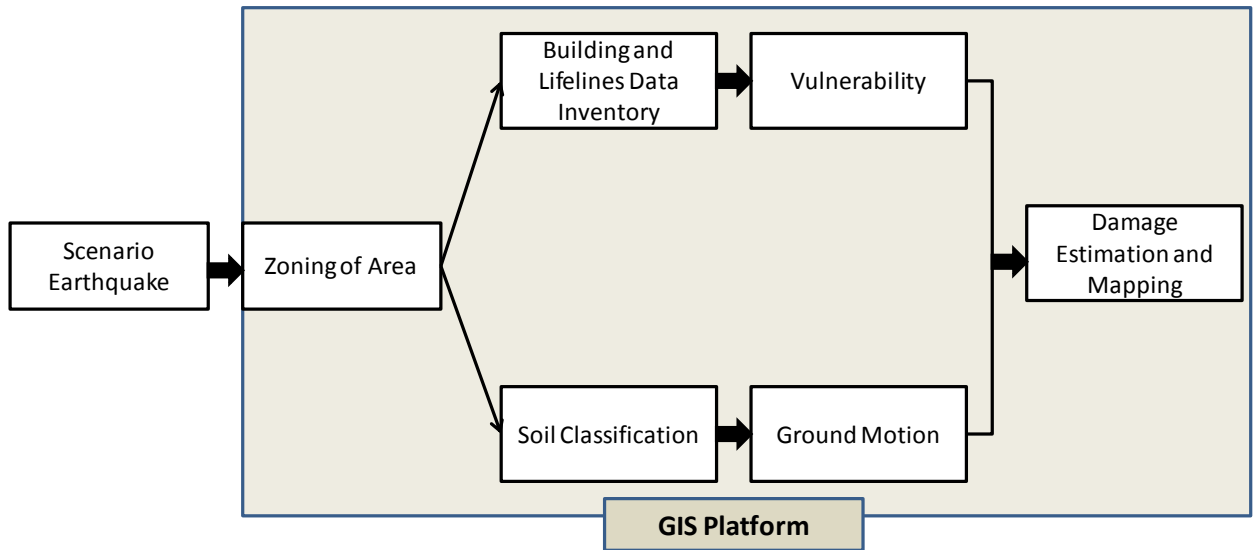 Scenario
Earthquake
Zoning of Area
Building and
Lifelines Data
Inventory
Vulnerability
Soil Classification
Ground Motion
Damage
Estimation and
Mapping
GIS Platform